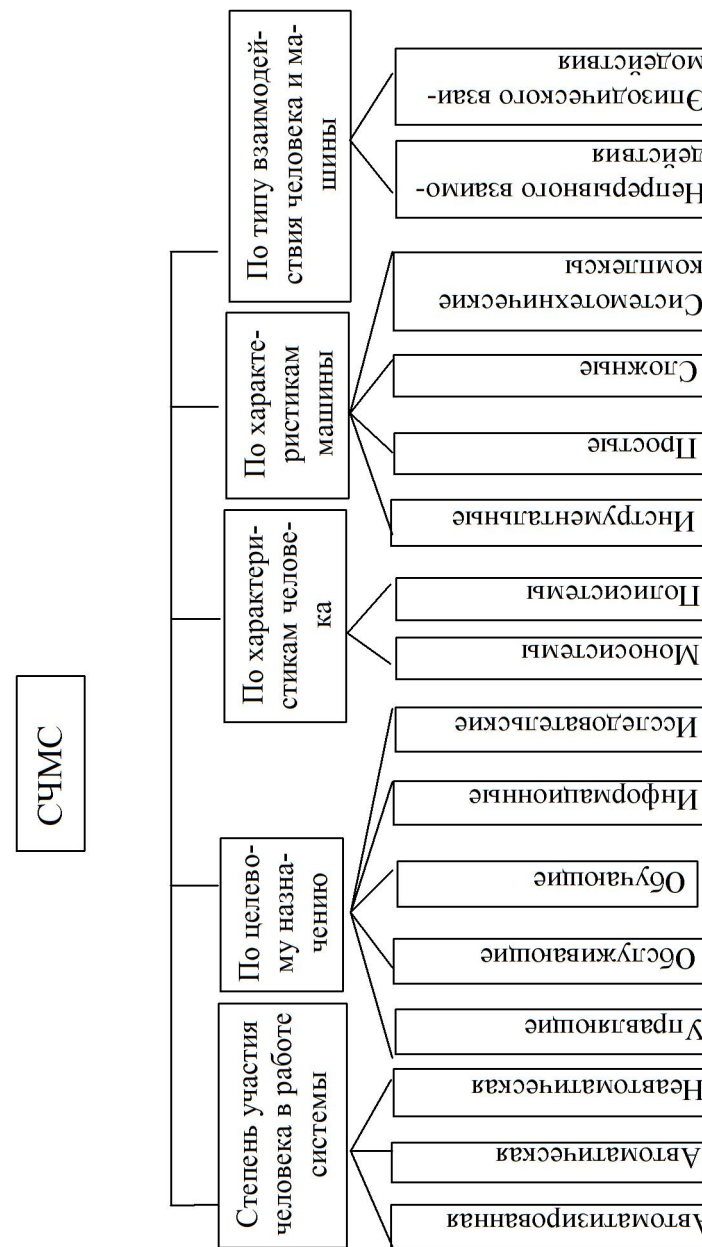 СЧМС
Степень участия
человека в работе
системы
По целево-
му назна-
чению
По характери-
стикам челове-
ка
По характе-
ристикам
машины
По типу взаимодей-
ствия человека и ма-
шины
Автоматизированная
Автоматическая
Неавтоматическая
Управляющие
Обслуживающие
Обучающие
Информационные
Исследовательские
Моносистемы
Полисистемы
Инструментальные
Простые
Сложные
Системотехнические
комплексы
Непрерывного взаимо-
действия
Эпизодического взаи-
модействия